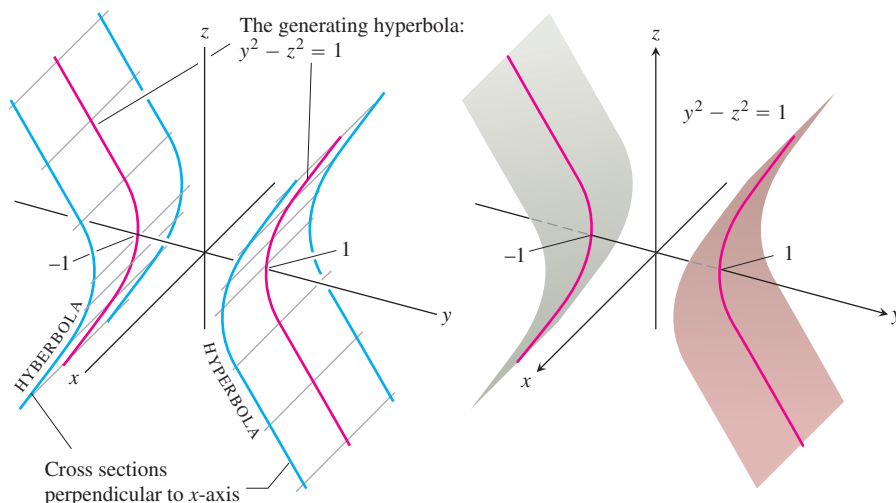 The generating hyperbola:
y² − z² = 1
z
z
y² − z² = 1
–1
1
–1
1
y
y
x
x
HYBERBOLA
HYPERBOLA
Cross sections
perpendicular to x-axis